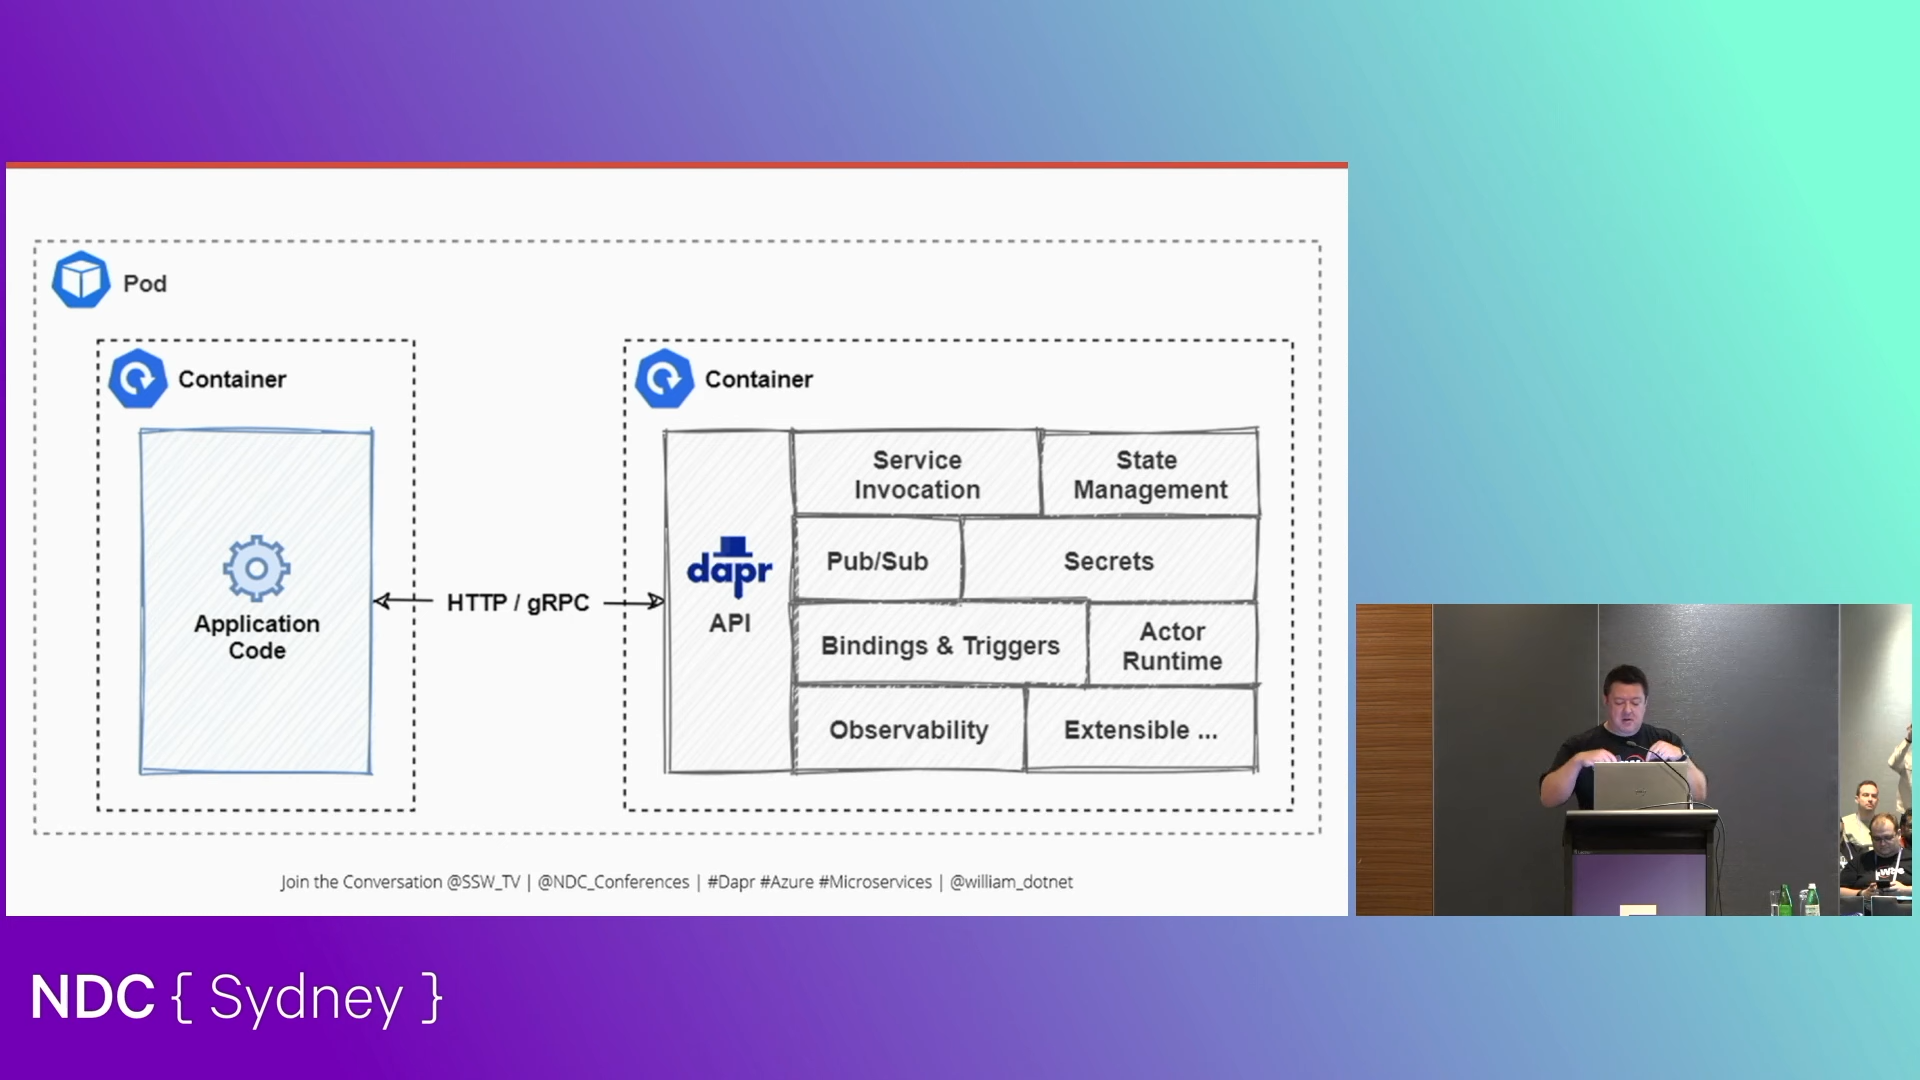 Pod
Container
Application
Code
HTTP / gRPC
Container
dapr
API
Service
Invocation
State
Management
Pub/Sub
Secrets
Bindings & Triggers
Actor
Runtime
Observability
Extensible ...
Join the Conversation @SSW_TV | @NDC_Conferences | #Dapr #Azure #Microservices | @william_dotnet
NDC { Sydney }